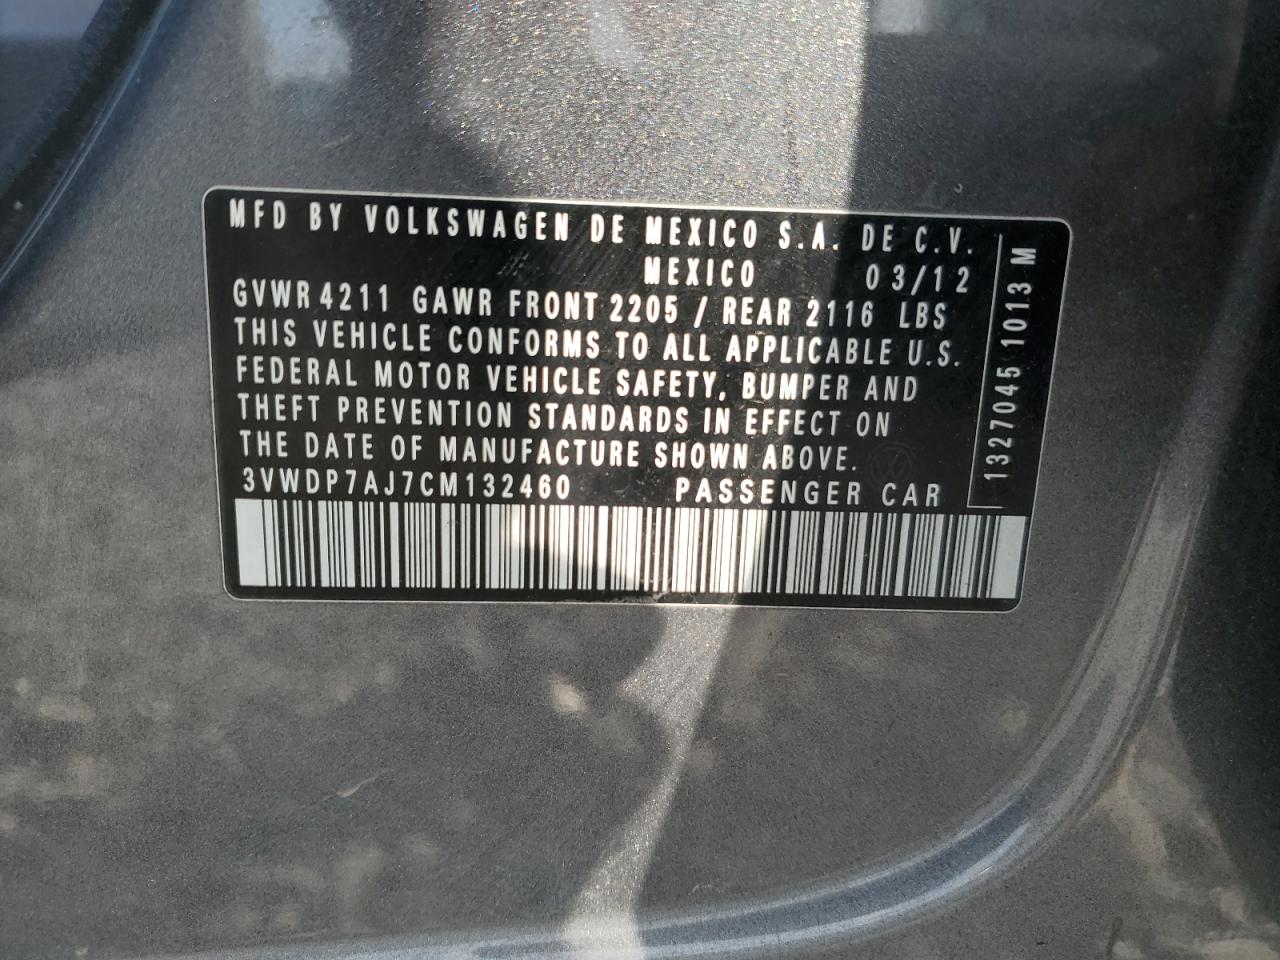 MFD BY VOLKSWAGEN DE MEXICO S.A. DE C.V.
MEXICO 03/12
GVWR 4211 GAWR FRONT 2205 / REAR 2116 LBS
THIS VEHICLE CONFORMS TO ALL APPLICABLE U.S.
FEDERAL MOTOR VEHICLE SAFETY, BUMPER AND
THEFT PREVENTION STANDARDS IN EFFECT ON
THE DATE OF MANUFACTURE SHOWN ABOVE.
3VWDP7AJ7CM132460 PASSENGER CAR
1327045 1013 M